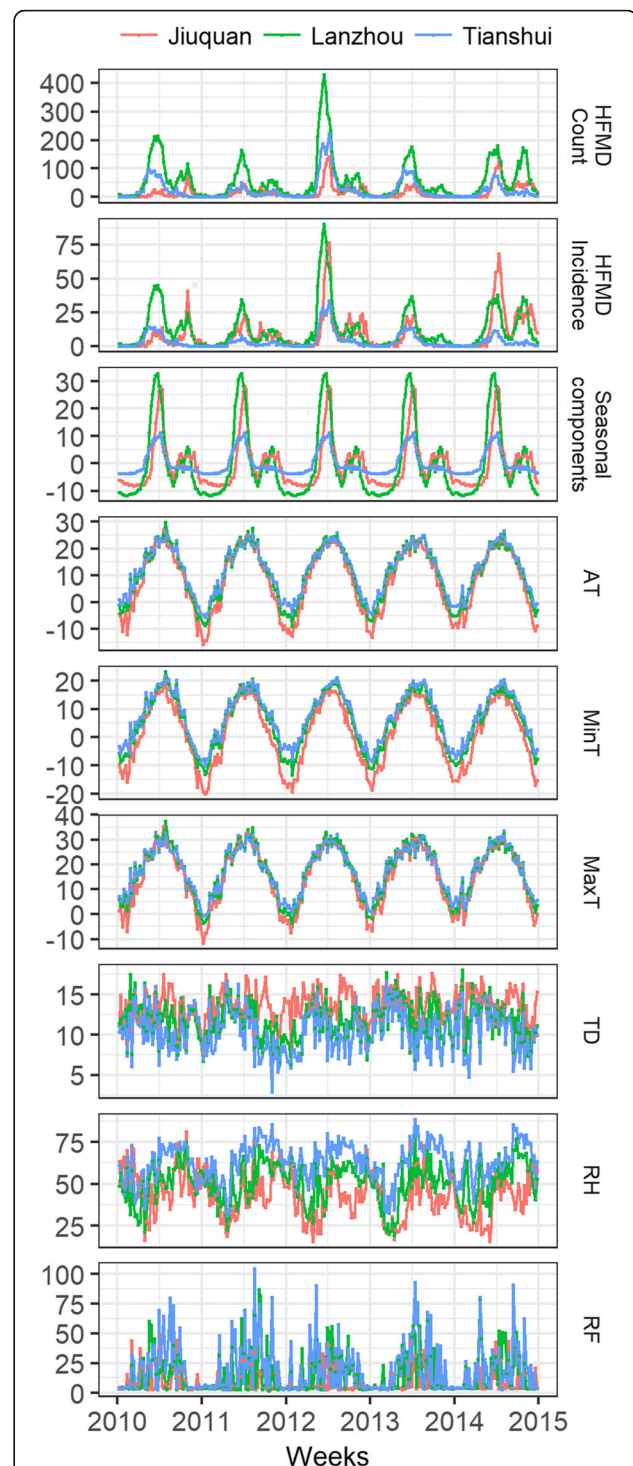 Jiuquan Lanzhou Tianshui
400
300
200
100
0
HFMD
Count
75
50
25
0
HFMD
Incidence
30
20
10
0
-10
Seasonal
components
30
20
10
0
-10
AT
20
10
0
-10
-20
MinT
40
30
20
10
0
-10
MaxT
15
10
5
TD
75
50
25
RH
100
75
50
25
0
RF
2010 2011 2012 2013 2014 2015
Weeks